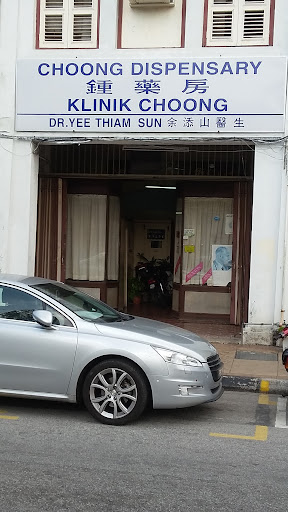 CHOONG DISPENSARY
鍾藥房
KLINIK CHOONG
DR.YEE THIAM SUN 余添山醫生